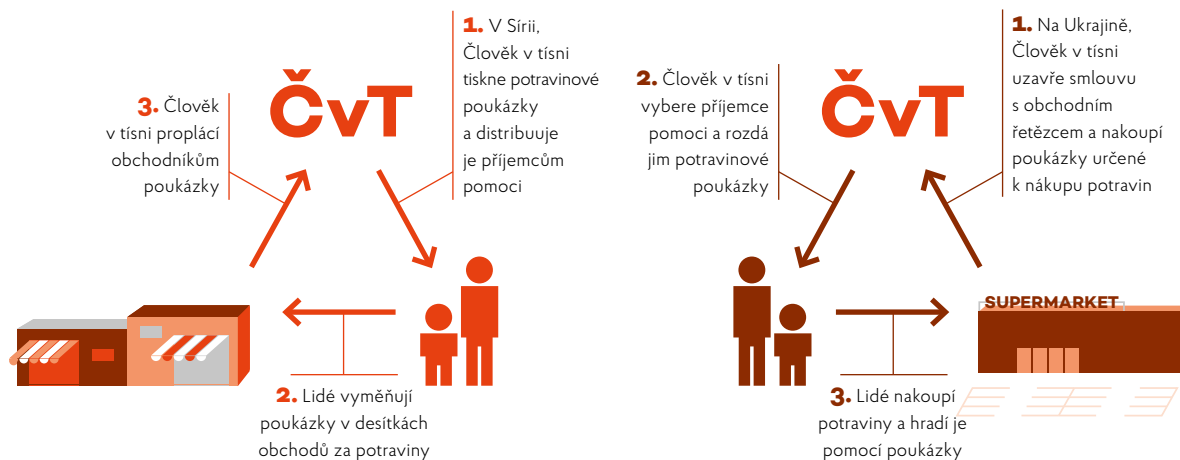 ČvT
1. V Sírii,
Člověk v tísni
tiskne potravinové
poukázky
a distribuuje
je příjemcům
pomoci
2. Lidé vyměňují
poukázky v desítkách
obchodů za potraviny
3. Člověk
v tísni proplácí
obchodníkům
poukázky
ČvT
1. Na Ukrajině,
Člověk v tísni
uzavře smlouvu
s obchodním
řetězcem a nakoupí
poukázky určené
k nákupu potravin
2. Člověk v tísni
vybere příjemce
pomoci a rozdá
jim potravinové
poukázky
SUPERMARKET
3. Lidé nakoupí
potraviny a hradí je
pomocí poukázky